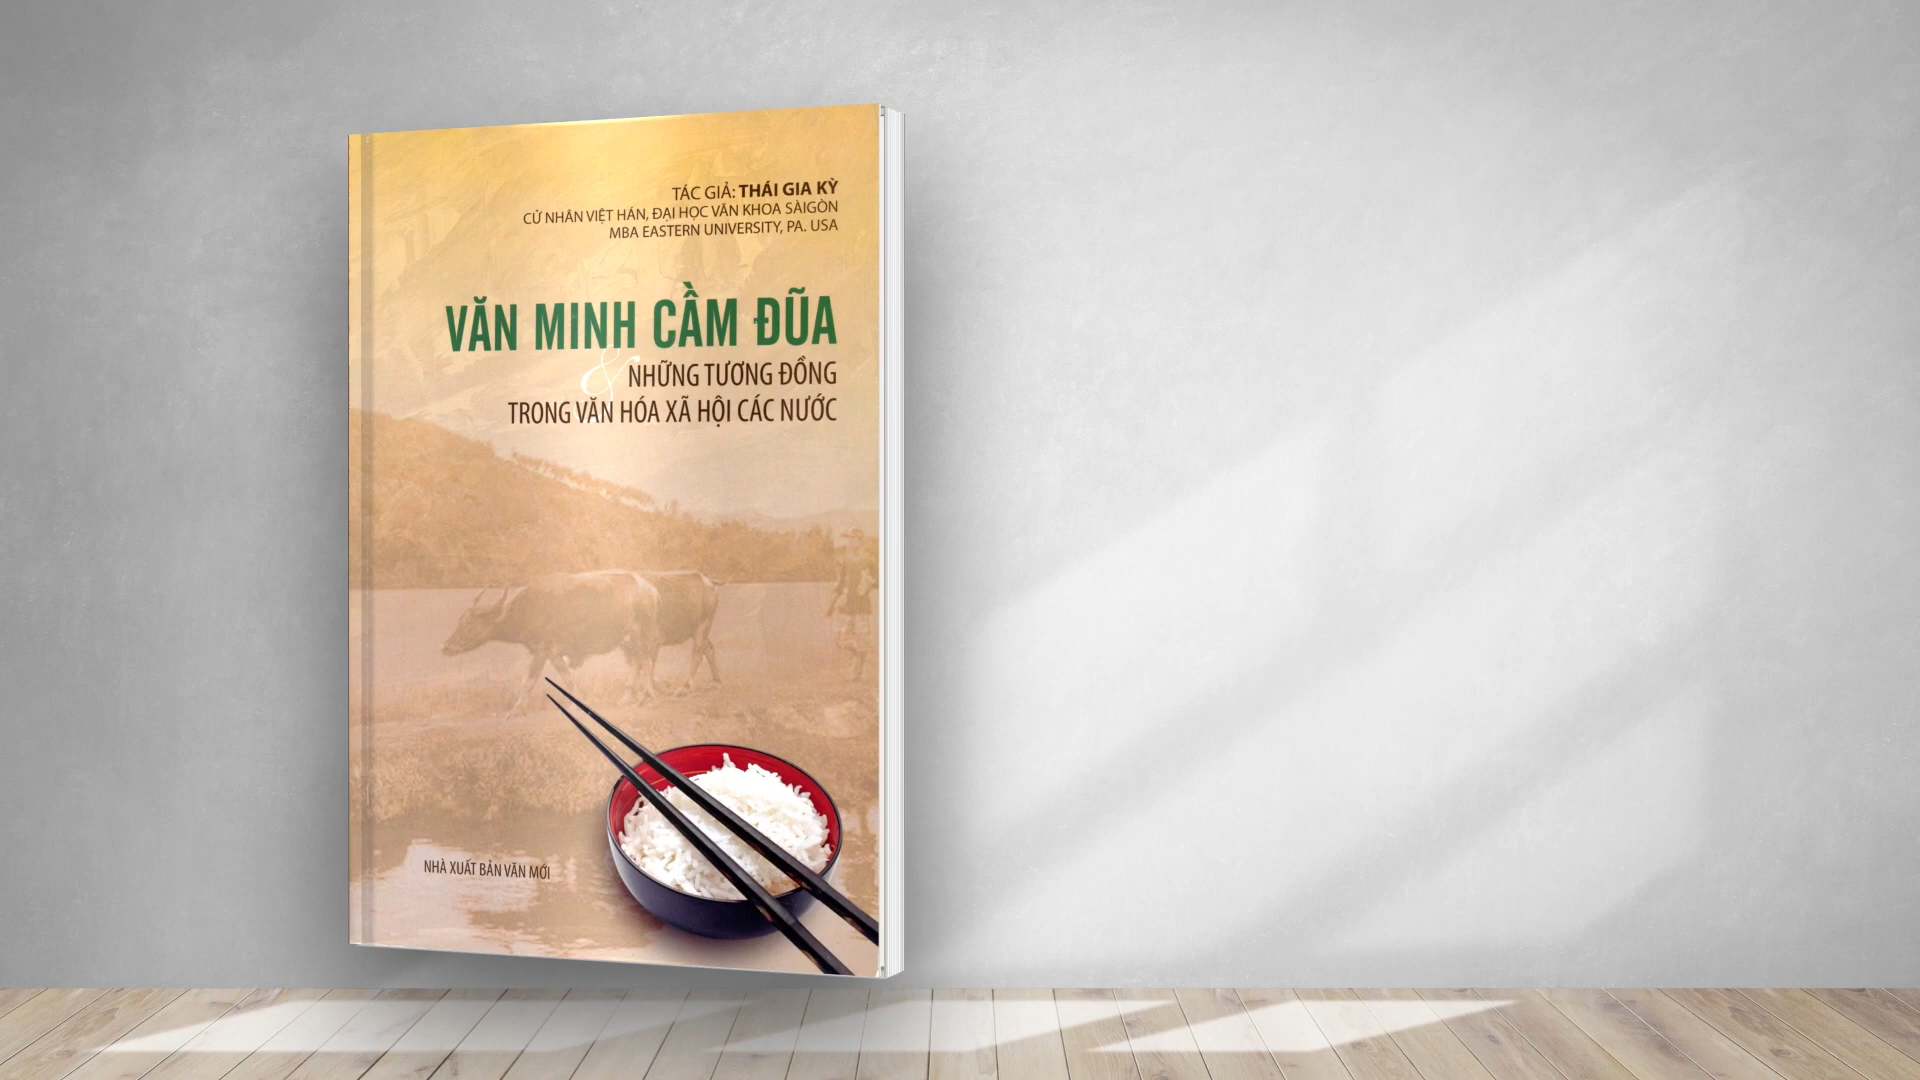 TÁC GIẢ: THÁI GIA KỲ
CỬ NHÂN VIỆT HÁN, ĐẠI HỌC VĂN KHOA SÀIGÒN
MBA EASTERN UNIVERSITY, PA. USA
VĂN MINH CẦM ĐŨA
& NHỮNG TƯƠNG ĐỒNG
TRONG VĂN HÓA XÃ HỘI CÁC NƯỚC
NHÀ XUẤT BẢN VĂN MỚI